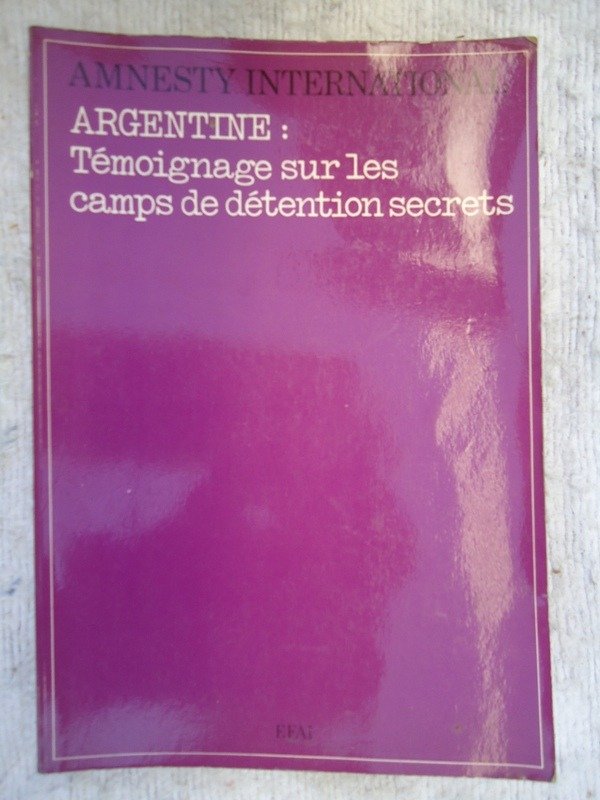 AMNESTY INTERNATIONAL
ARGENTINE :
Témoignage sur les
camps de détention secrets
EFAI